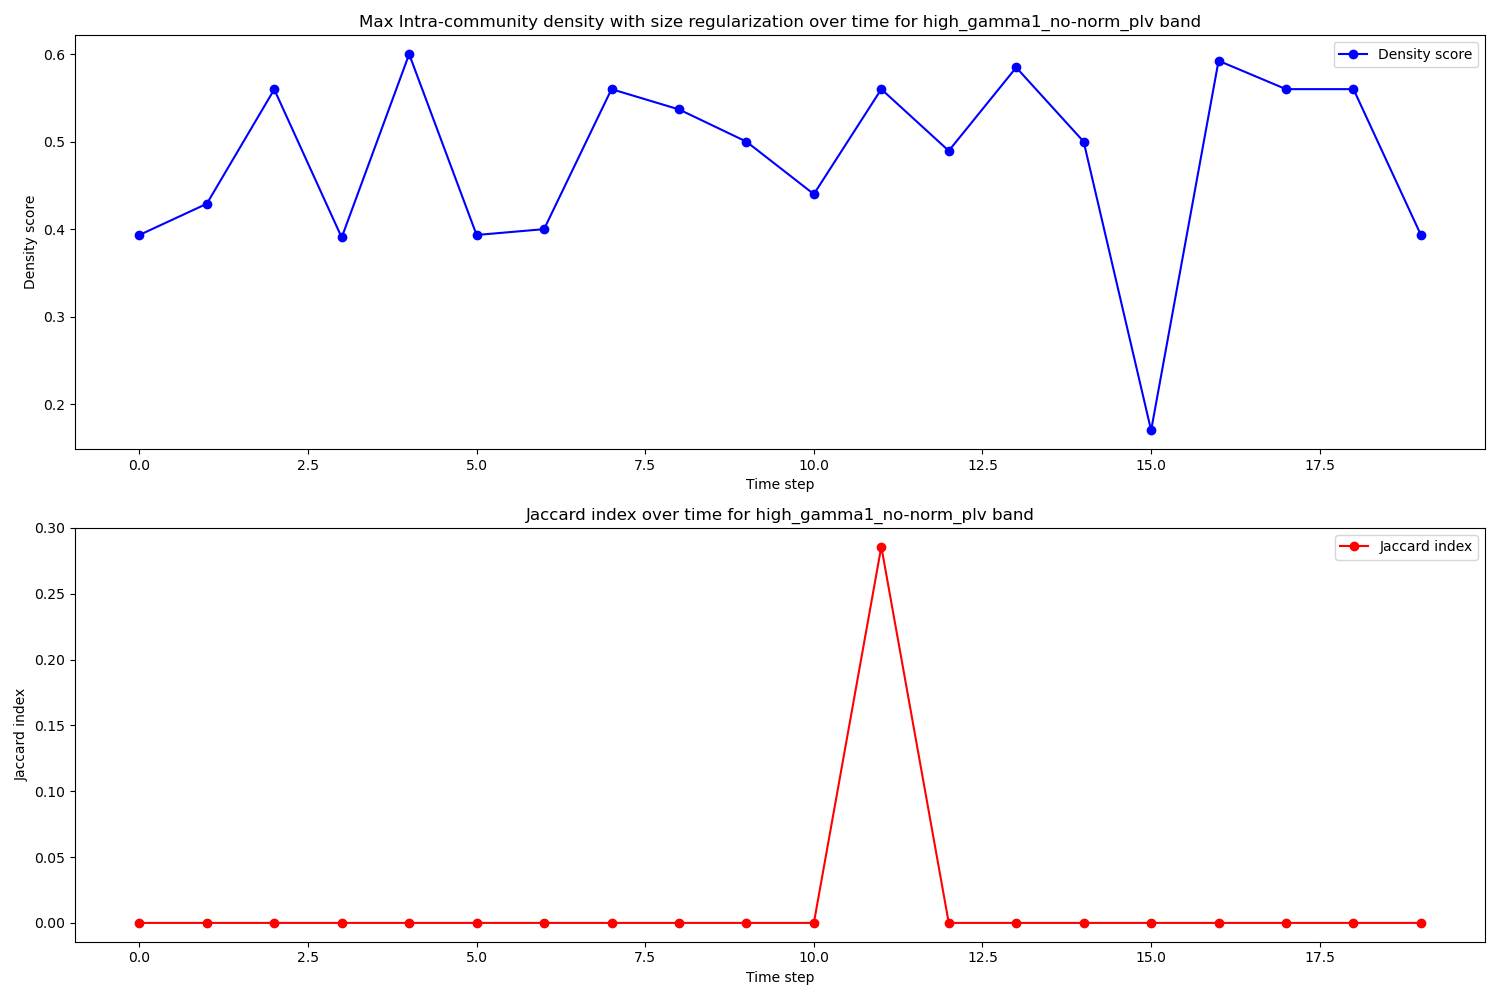 Max Intra-community density with size regularization over time for high_gamma1_no-norm_plv band
Density score
0.6
0.5
0.4
0.3
0.2
Density score
0.0 2.5 5.0 7.5 10.0 12.5 15.0 17.5
Time step
Jaccard index over time for high_gamma1_no-norm_plv band
Jaccard index
0.30
0.25
0.20
0.15
0.10
0.05
0.00
Jaccard index
0.0 2.5 5.0 7.5 10.0 12.5 15.0 17.5
Time step